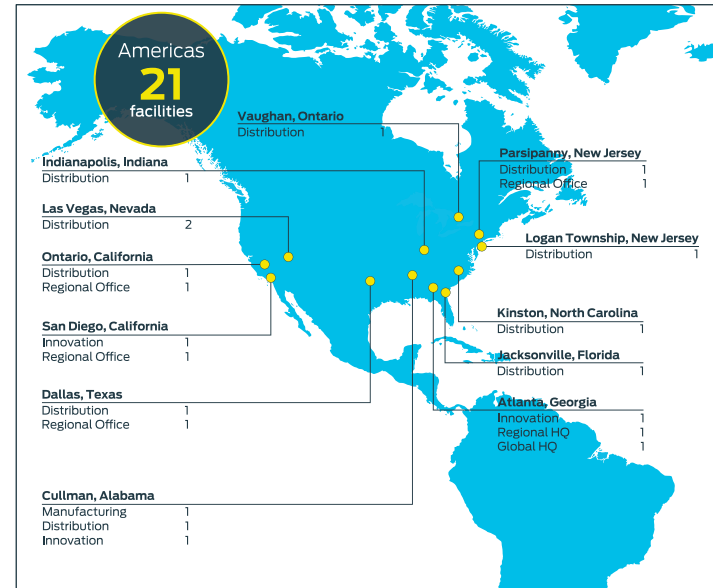 Americas
21
facilities
Vaughan, Ontario
Distribution 1
Indianapolis, Indiana
Distribution 1
Las Vegas, Nevada
Distribution 2
Ontario, California
Distribution 1
Regional Office 1
San Diego, California
Innovation 1
Regional Office 1
Dallas, Texas
Distribution 1
Regional Office 1
Cullman, Alabama
Manufacturing 1
Distribution 1
Innovation 1
Parsipanny, New Jersey
Distribution 1
Regional Office 1
Logan Township, New Jersey
Distribution 1
Kinston, North Carolina
Distribution 1
Jacksonville, Florida
Distribution 1
Atlanta, Georgia
Innovation 1
Regional HQ 1
Global HQ 1